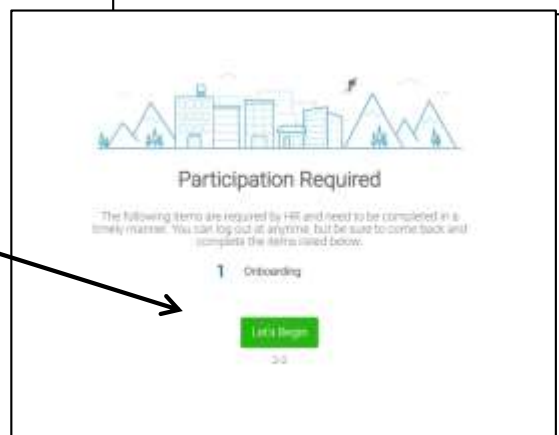 Participation Required
The following items are required by HR and need to be completed in a
timely manner. You can log out at anytime, but be sure to come back and
complete the items listed below.
1 Onboarding
Let's Begin